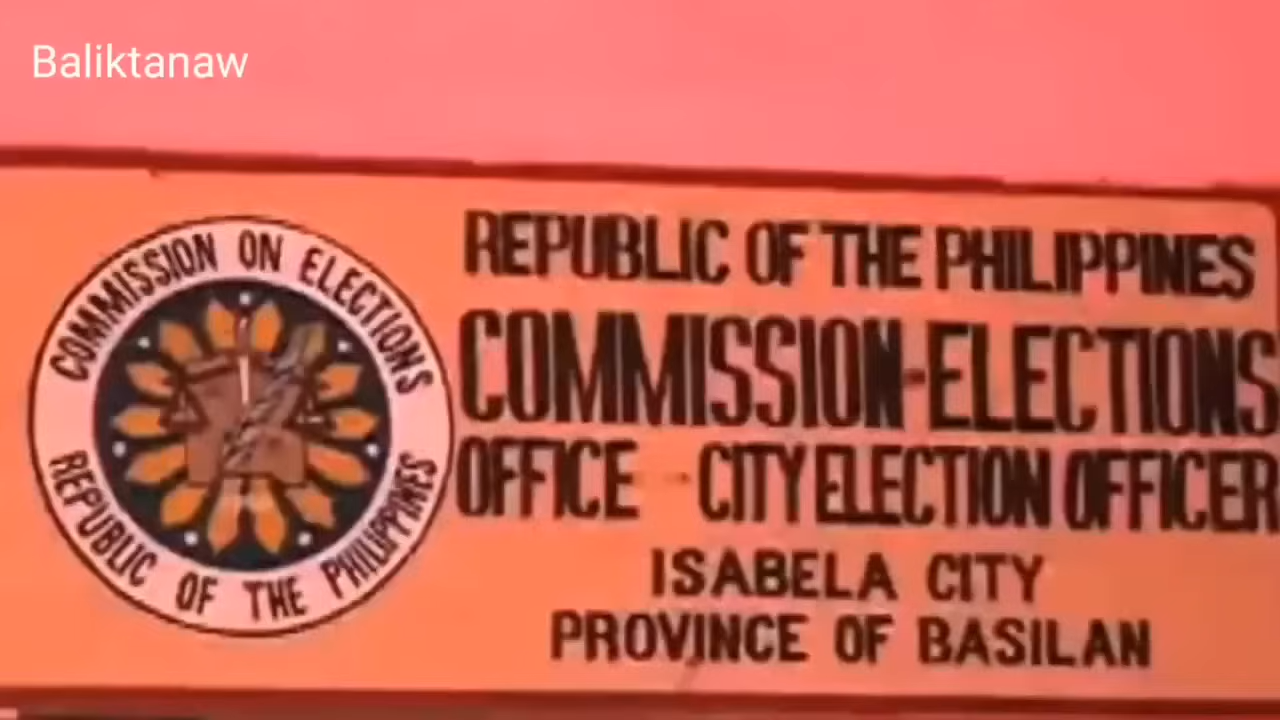 Baliktanaw
COMMISSION ON ELECTIONS
REPUBLIC OF THE PHILIPPINES
REPUBLIC OF THE PHILIPPINES
COMMISSION-ELECTIONS
OFFICE CITY ELECTION OFFICER
ISABELA CITY
PROVINCE OF BASILAN